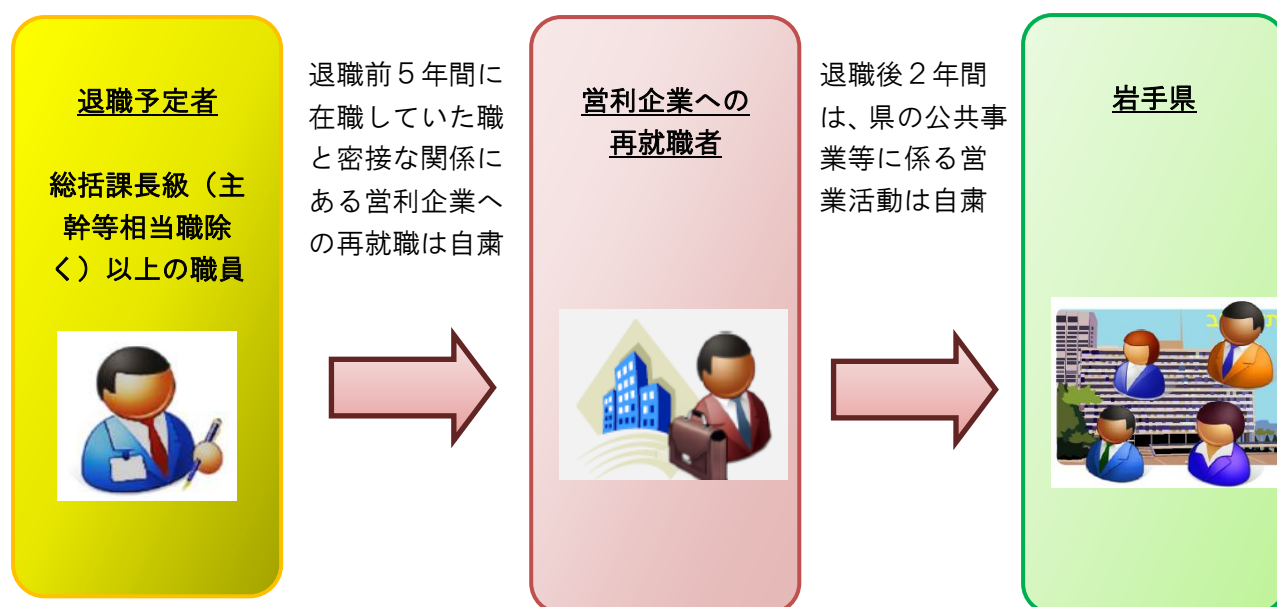 退職予定者
総括課長級（主
幹等相当職除
く）以上の職員
退職前５年間に
在職していた職
と密接な関係に
ある営利企業へ
の再就職は自粛
営利企業への
再就職者
退職後２年間
は、県の公共事
業等に係る営
業活動は自粛
岩手県